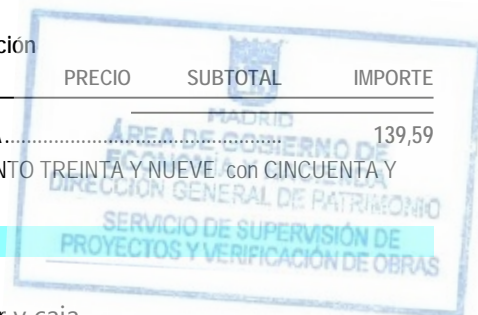 ción
PRECIO SUBTOTAL IMPORTE
MADRID
A...................................................... 139,59
ÁREA DE GOBIERNO DE
NTO TREINTA Y NUEVE con CINCUENTA Y
DIRECCIÓN GENERAL DE PATRIMONIO
SERVICIO DE SUPERVISIÓN DE
PROYECTOS Y VERIFICACIÓN DE OBRAS
r y caja